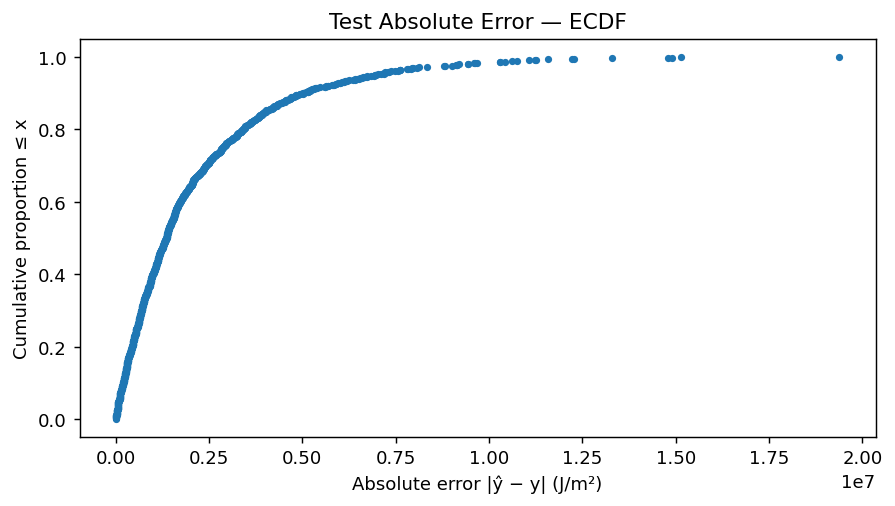 Test Absolute Error — ECDF
Cumulative proportion ≤ x
1.0
0.8
0.6
0.4
0.2
0.0
0.00 0.25 0.50 0.75 1.00 1.25 1.50 1.75 2.00
1e7
Absolute error |ŷ − y| (J/m²)